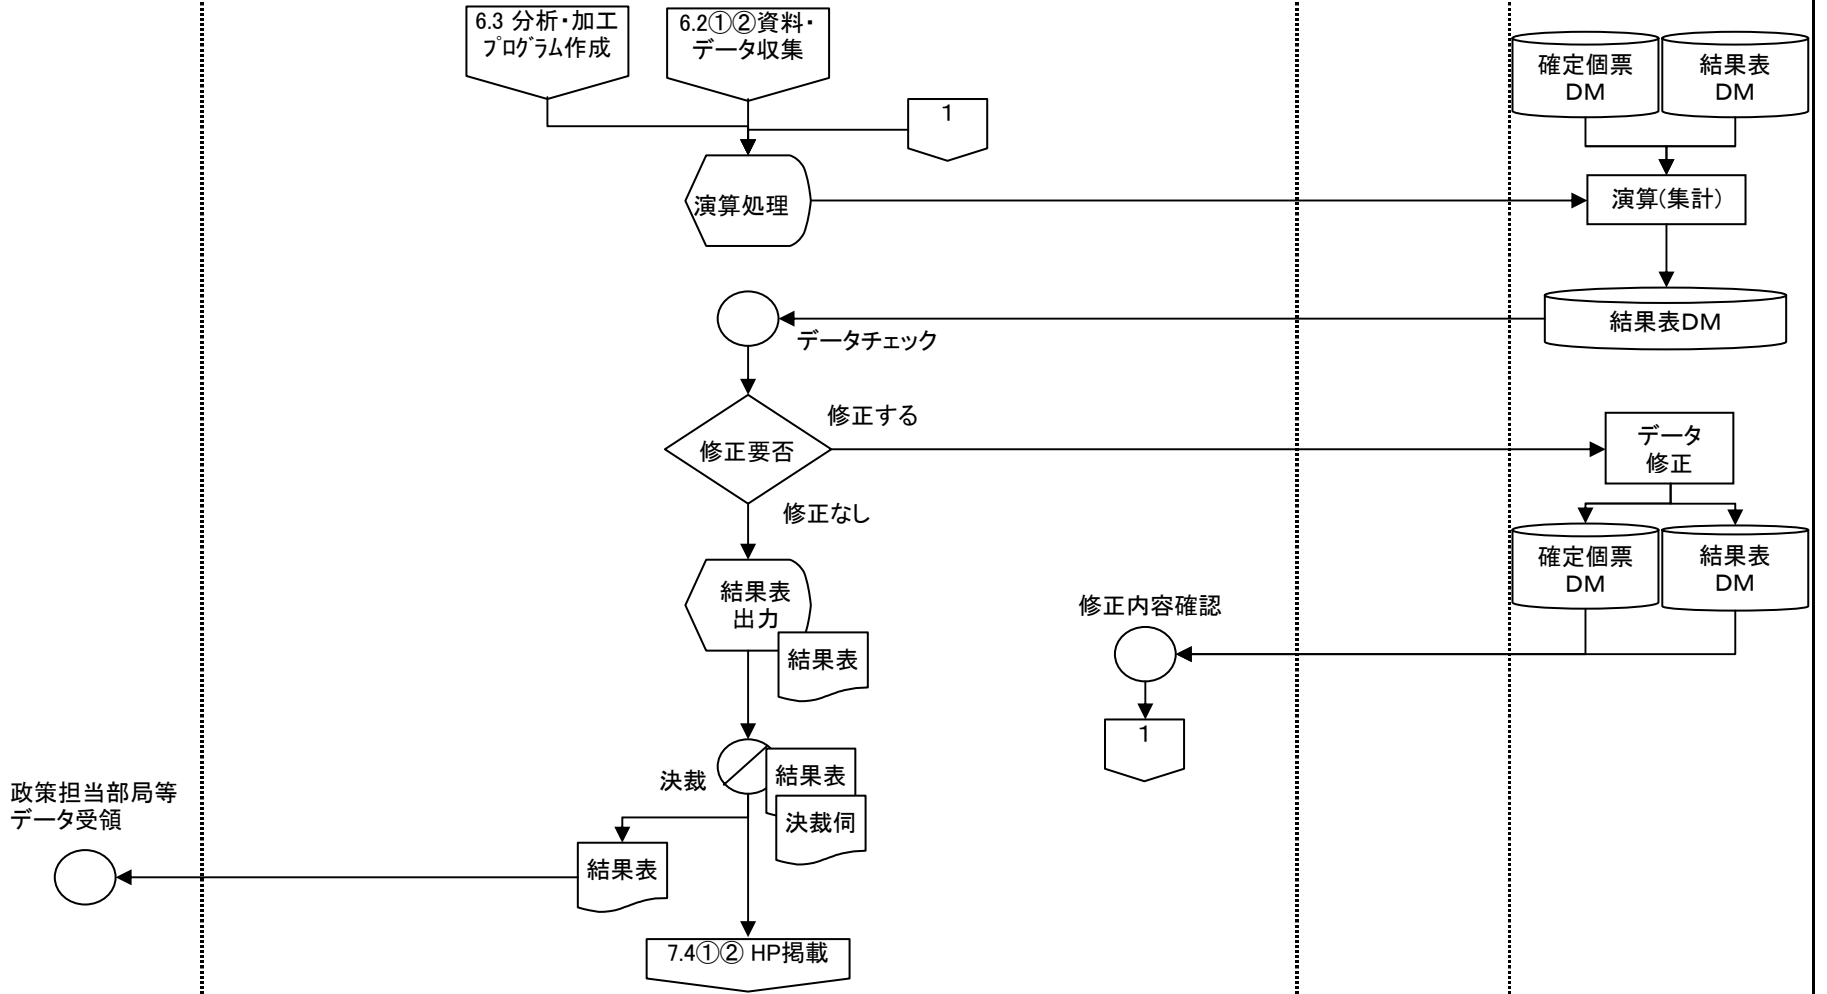 6.3 分析・加工
プログラム作成
6.2①②資料・
データ収集
1
確定個票
DM
結果表
DM
演算処理
演算(集計)
結果表DM
データチェック
修正する
修正要否
データ
修正
修正なし
確定個票
DM
結果表
DM
結果表
出力
結果表
修正内容確認
1
決裁
結果表
決裁伺
政策担当部局等
データ受領
結果表
7.4①② HP掲載